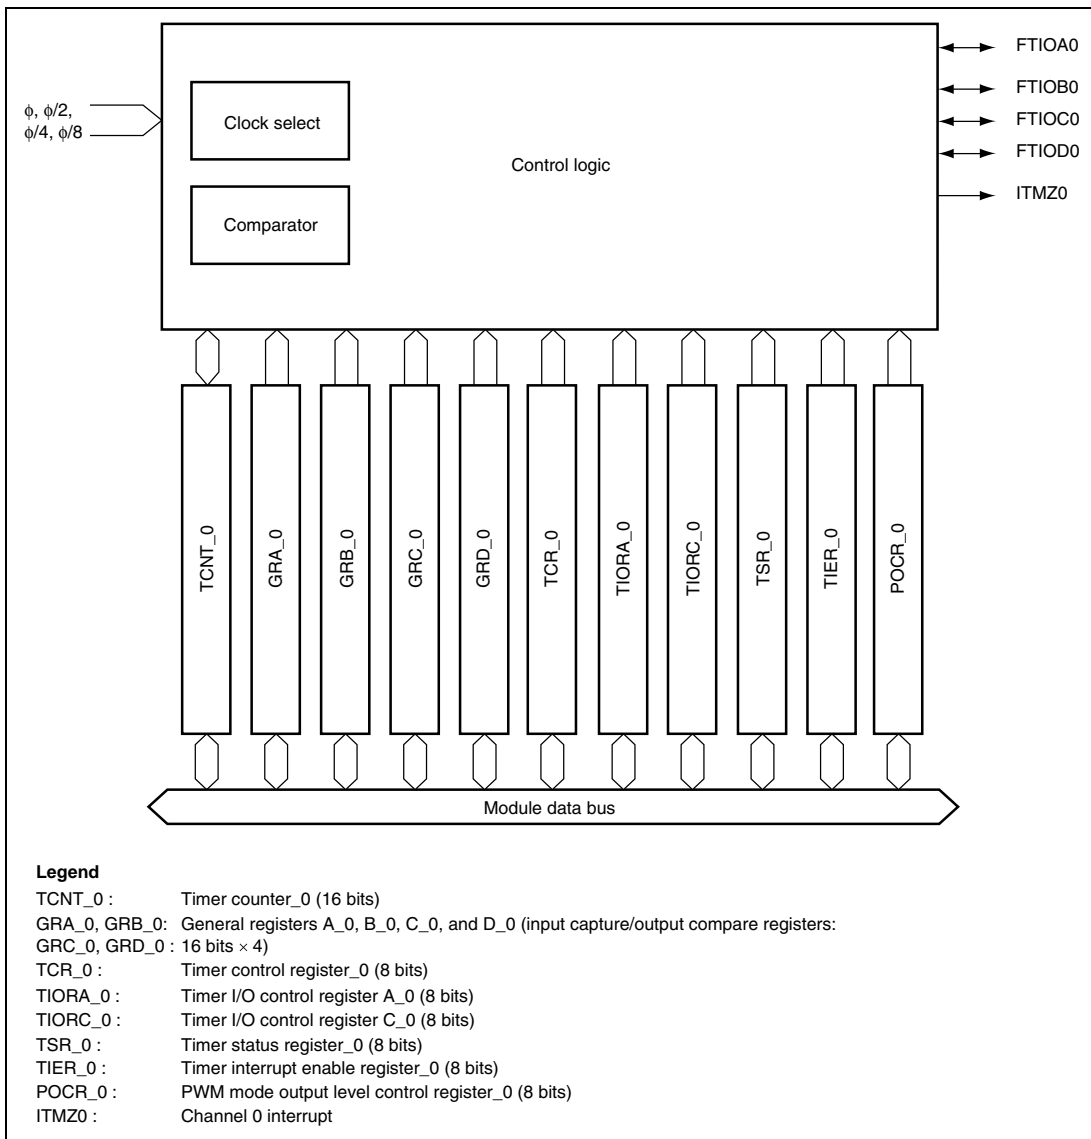 FTIOA0
ϕ, ϕ/2,
ϕ/4, ϕ/8
Clock select
Control logic
FTIOB0
FTIOC0
FTIOD0
ITMZ0
Comparator
TCNT_0
GRA_0
GRB_0
GRC_0
GRD_0
TCR_0
TIORA_0
TIORC_0
TSR_0
TIER_0
POCR_0
Module data bus
Legend
TCNT_0 : Timer counter_0 (16 bits)
GRA_0, GRB_0: General registers A_0, B_0, C_0, and D_0 (input capture/output compare registers:
GRC_0, GRD_0 : 16 bits × 4)
TCR_0 : Timer control register_0 (8 bits)
TIORA_0 : Timer I/O control register A_0 (8 bits)
TIORC_0 : Timer I/O control register C_0 (8 bits)
TSR_0 : Timer status register_0 (8 bits)
TIER_0 : Timer interrupt enable register_0 (8 bits)
POCR_0 : PWM mode output level control register_0 (8 bits)
ITMZ0 : Channel 0 interrupt